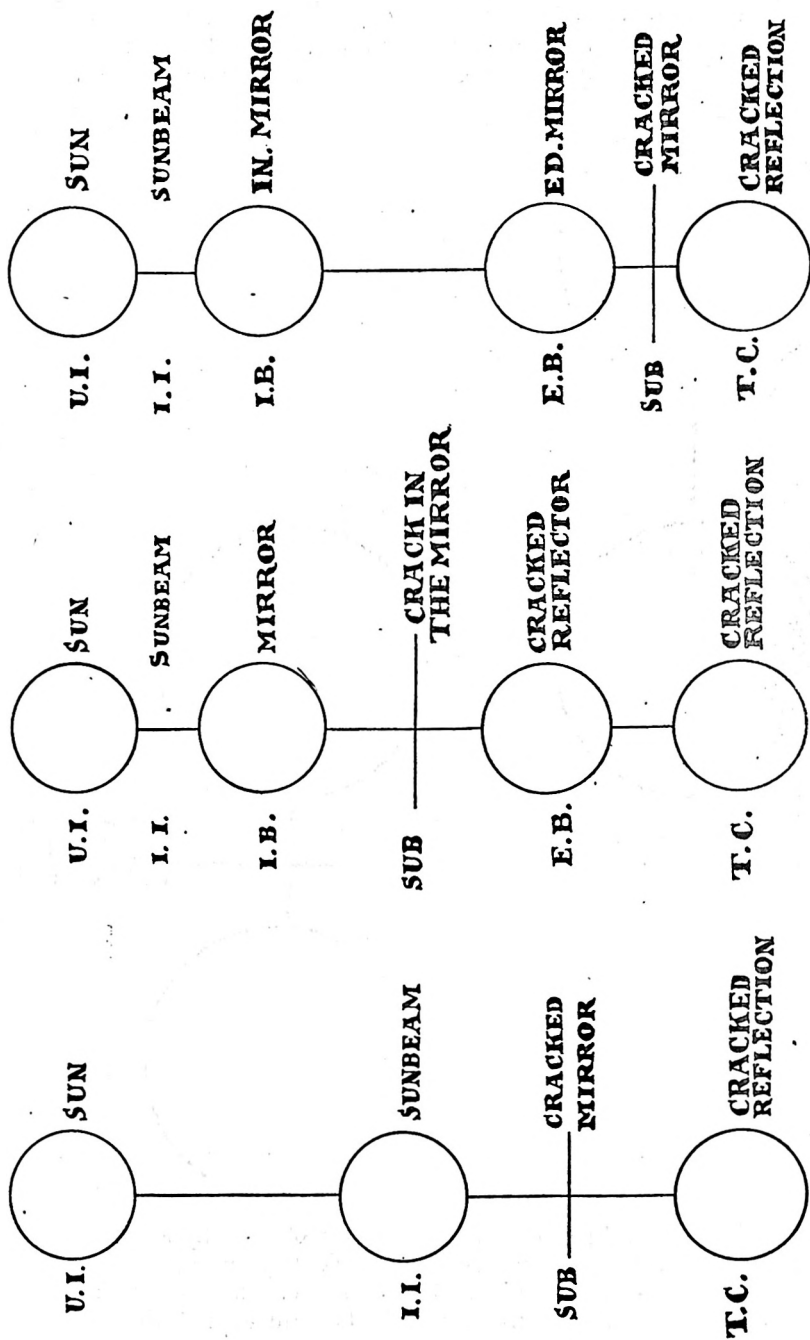 U.I. SUN
I.I. SUNBEAM
SUB CRACKED
MIRROR
T.C. CRACKED
REFLECTION
U.I. SUN
I.I. SUNBEAM
I.B. MIRROR
SUB CRACK IN
THE MIRROR
E.B. CRACKED
REFLECTOR
T.C. CRACKED
REFLECTION
U.I. SUN
I.I. SUNBEAM
I.B. IN. MIRROR
E.B. ED. MIRROR
SUB CRACKED
MIRROR
T.C. CRACKED
REFLECTION